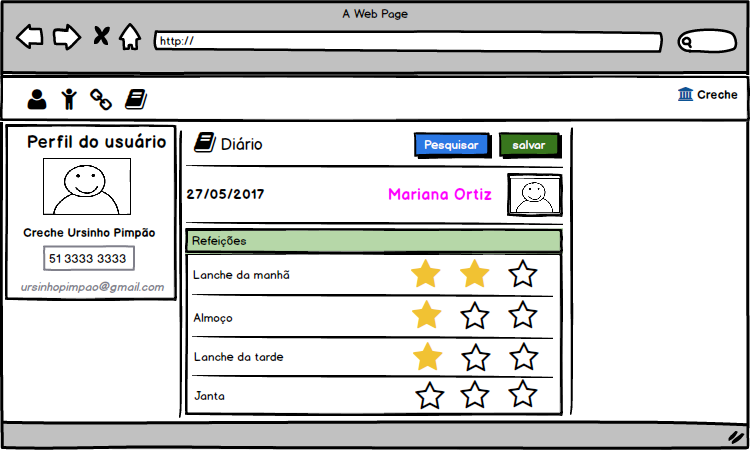 A Web Page
http://
Creche
Perfil do usuário
Creche Ursinho Pimpão
51 3333 3333
ursinhopimpao@gmail.com
Diário
Pesquisar
salvar
27/05/2017
Mariana Ortiz
Refeições
Lanche da manhã
Almoço
Lanche da tarde
Janta